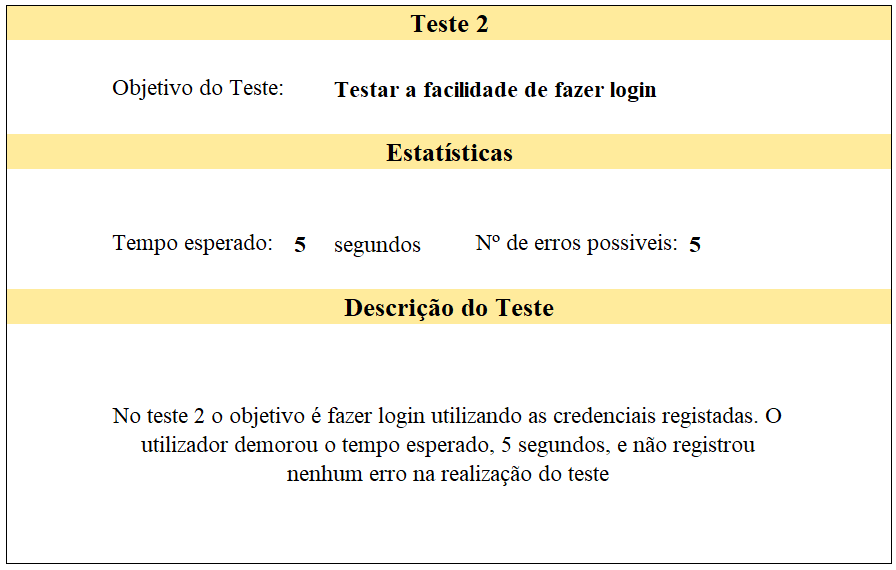 Teste 2
Objetivo do Teste: Testar a facilidade de fazer login
Estatísticas
Tempo esperado: 5 segundos Nº de erros possiveis: 5
Descrição do Teste
No teste 2 o objetivo é fazer login utilizando as credenciais registadas. O
utilizador demorou o tempo esperado, 5 segundos, e não registrou
nenhum erro na realização do teste